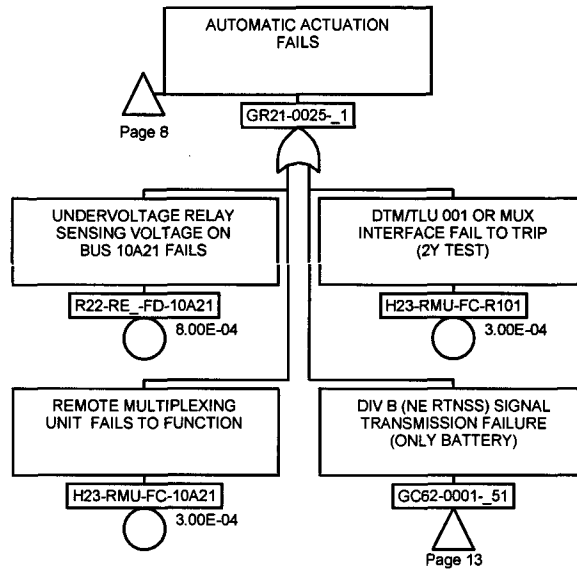 AUTOMATIC ACTUATION
FAILS
Page 8
GR21-0025-_1
UNDERVOLTAGE RELAY
SENSING VOLTAGE ON
BUS 10A21 FAILS
R22-RE_-FD-10A21
8.00E-04
DTM/TLU 001 OR MUX
INTERFACE FAIL TO TRIP
(2Y TEST)
H23-RMU-FC-R101
3.00E-04
REMOTE MULTIPLEXING
UNIT FAILS TO FUNCTION
H23-RMU-FC-10A21
3.00E-04
DIV B (NE RTNSS) SIGNAL
TRANSMISSION FAILURE
(ONLY BATTERY)
GC62-0001-_51
Page 13